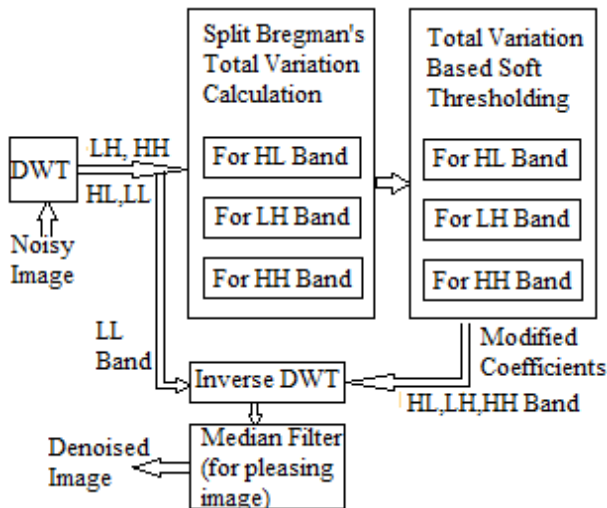 Split Bregman's
Total Variation
Calculation
For HL Band
For LH Band
For HH Band
Total Variation
Based Soft
Thresholding
For HL Band
For LH Band
For HH Band
LH, HH
DWT
HL,LL
Noisy
Image
LL
Band
Modified
Coefficients
HL,LH,HH Band
Inverse DWT
Median Filter
(for pleasing
image)
Denoised
Image